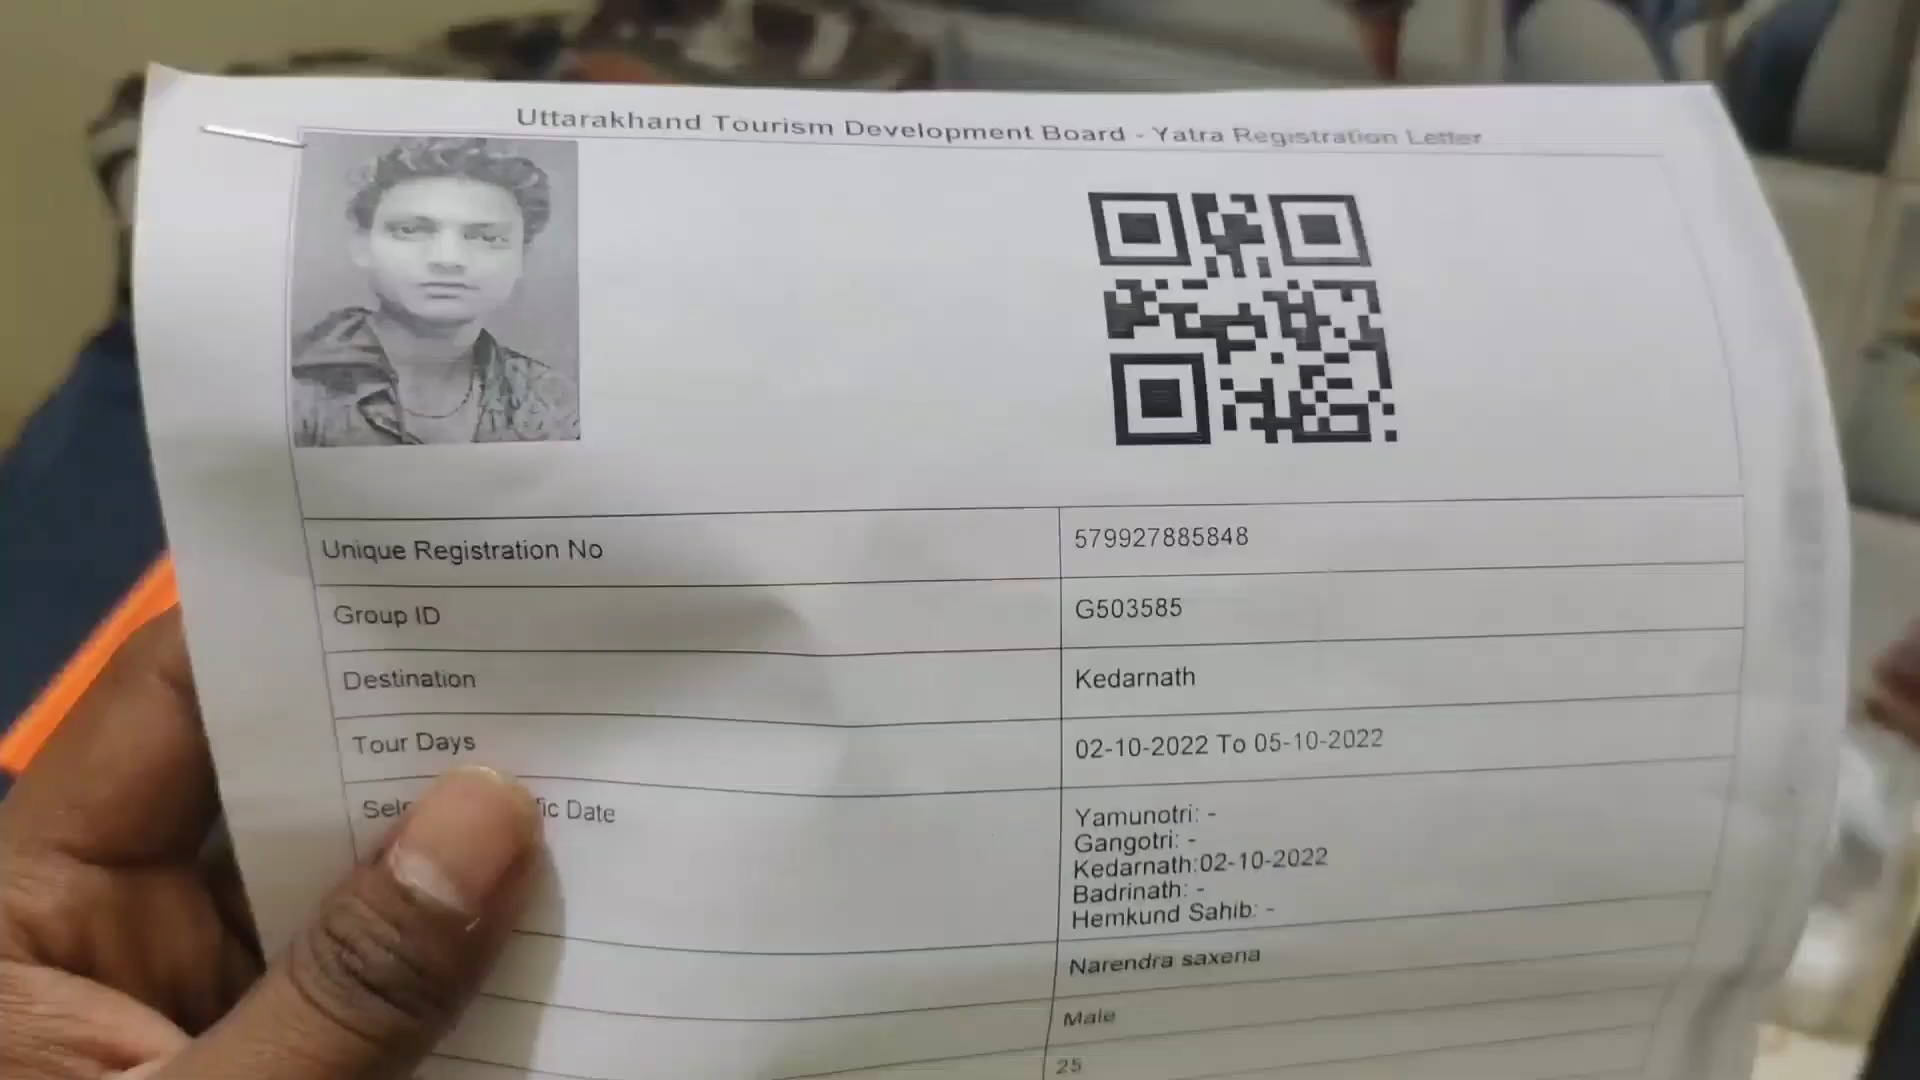 Uttarakhand Tourism Development Board - Yatra Registration Letter
Unique Registration No 579927885848
Group ID G503585
Destination Kedarnath
Tour Days 02-10-2022 To 05-10-2022
Date
Yamunotri: -
Gangotri: -
Kedarnath:02-10-2022
Badrinath: -
Hemkund Sahib: -
Narendra saxena
Male
25